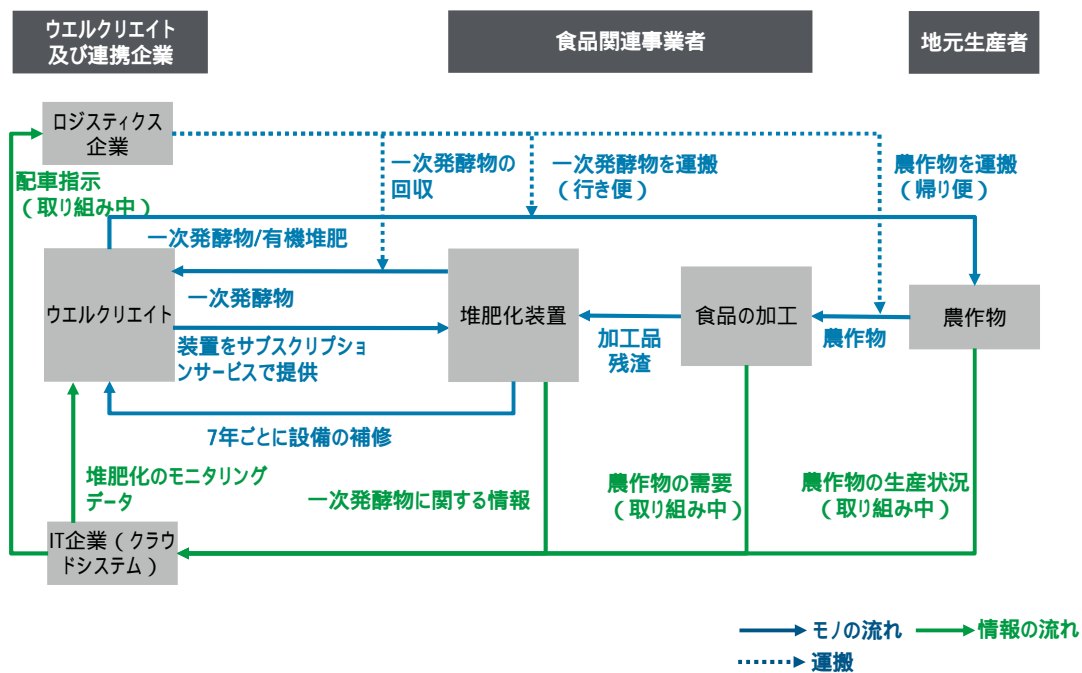 ウエルクリエイト
及び連携企業
食品関連事業者
地元生産者
ロジスティクス
企業
配車指示
（取り組み中）
一次発酵物の
回収
一次発酵物を運搬
（行き便）
農作物を運搬
（帰り便）
一次発酵物/有機堆肥
一次発酵物
ウエルクリエイト
堆肥化装置
食品の加工
農作物
装置をサブスクリプショ
ンサービスで提供
加工品
残渣
農作物
7年ごとに設備の補修
堆肥化のモニタリング
データ
一次発酵物に関する情報
農作物の需要
（取り組み中）
農作物の生産状況
（取り組み中）
IT企業（クラウ
ドシステム）
モノの流れ
情報の流れ
運搬